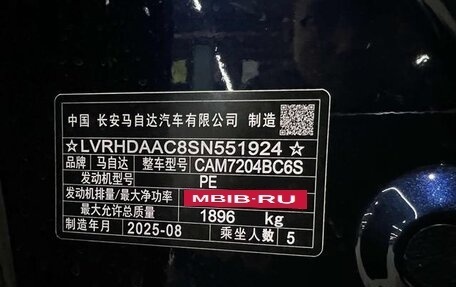 中国 长安马自达汽车有限公司 制造
☆LVRHDAAC8SN551924☆
品牌 马自达 整车型号 CAM7204BC6S
发动机型号 PE
发动机排量/最大净功率 MBIB.RU
最大允许总质量 1896 kg
制造年月 2025-08 乘坐人数 5